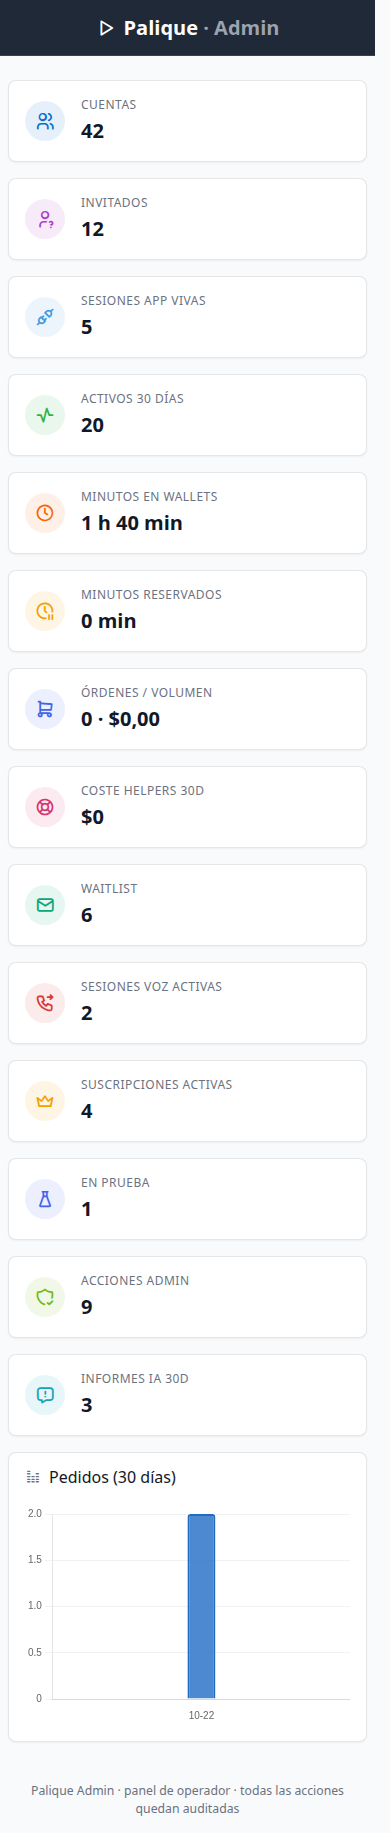 Palique · Admin
CUENTAS
42
INVITADOS
12
SESIONES APP VIVAS
5
ACTIVOS 30 DÍAS
20
MINUTOS EN WALLETS
1 h 40 min
MINUTOS RESERVADOS
0 min
ÓRDENES / VOLUMEN
0 · $0,00
COSTE HELPERS 30D
$0
WAITLIST
6
SESIONES VOZ ACTIVAS
2
SUSCRIPCIONES ACTIVAS
4
EN PRUEBA
1
ACCIONES ADMIN
9
INFORMES IA 30D
3
Pedidos (30 días)
2.0
1.5
1.0
0.5
0
10-22
Palique Admin · panel de operador · todas las acciones
quedan auditadas